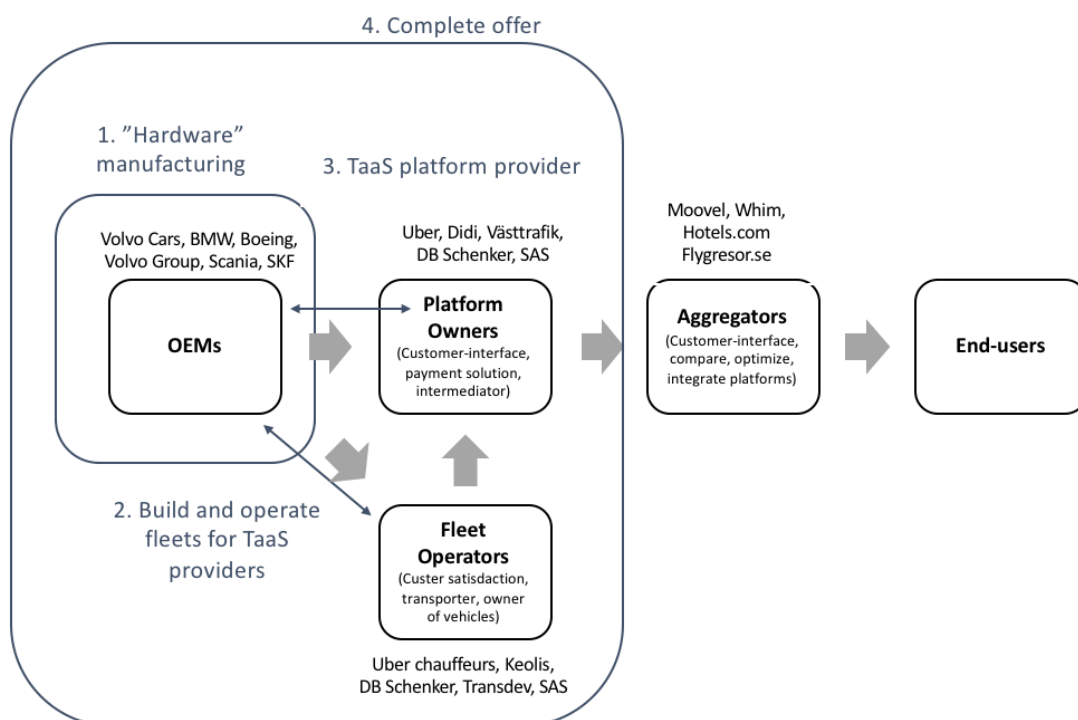 4. Complete offer
1. ”Hardware”
manufacturing
3. TaaS platform provider
Volvo Cars, BMW, Boeing,
Volvo Group, Scania, SKF
OEMs
Uber, Didi, Västtrafik,
DB Schenker, SAS
Platform
Owners
(Customer-interface,
payment solution,
intermediator)
Moovel, Whim,
Hotels.com
Flygresor.se
Aggregators
(Customer-interface,
compare, optimize,
integrate platforms)
End-users
2. Build and operate
fleets for TaaS
providers
Fleet
Operators
(Custer satisdaction,
transporter, owner
of vehicles)
Uber chauffeurs, Keolis,
DB Schenker, Transdev, SAS